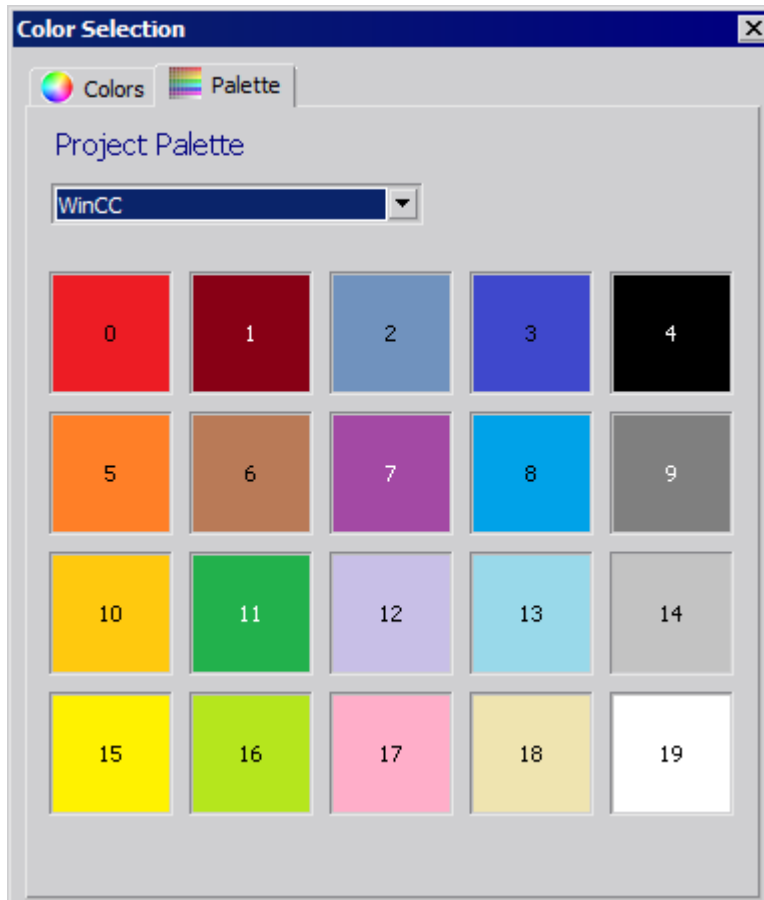 Color Selection
Colors Palette
Project Palette
WinCC
0 1 2 3 4
5 6 7 8 9
10 11 12 13 14
15 16 17 18 19